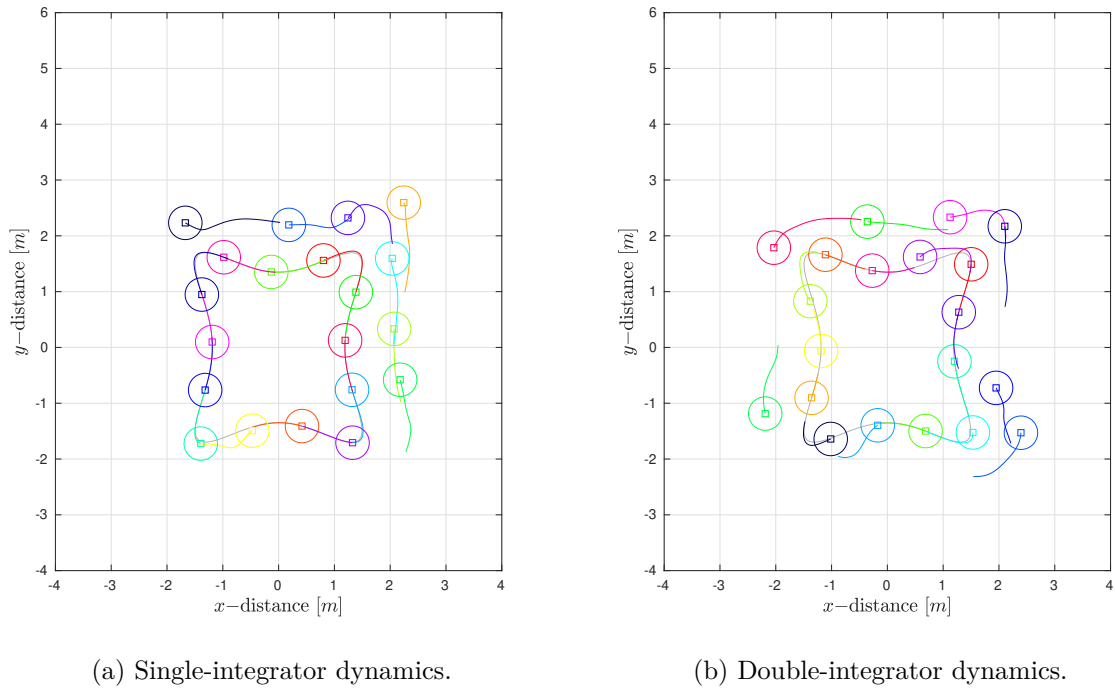 6
5
4
3
2
1
0
-1
-2
-3
-4
y−distance [m]
-4 -3 -2 -1 0 1 2 3 4
x−distance [m]
(a) Single-integrator dynamics.
6
5
4
3
2
1
0
-1
-2
-3
-4
y−distance [m]
-4 -3 -2 -1 0 1 2 3 4
x−distance [m]
(b) Double-integrator dynamics.